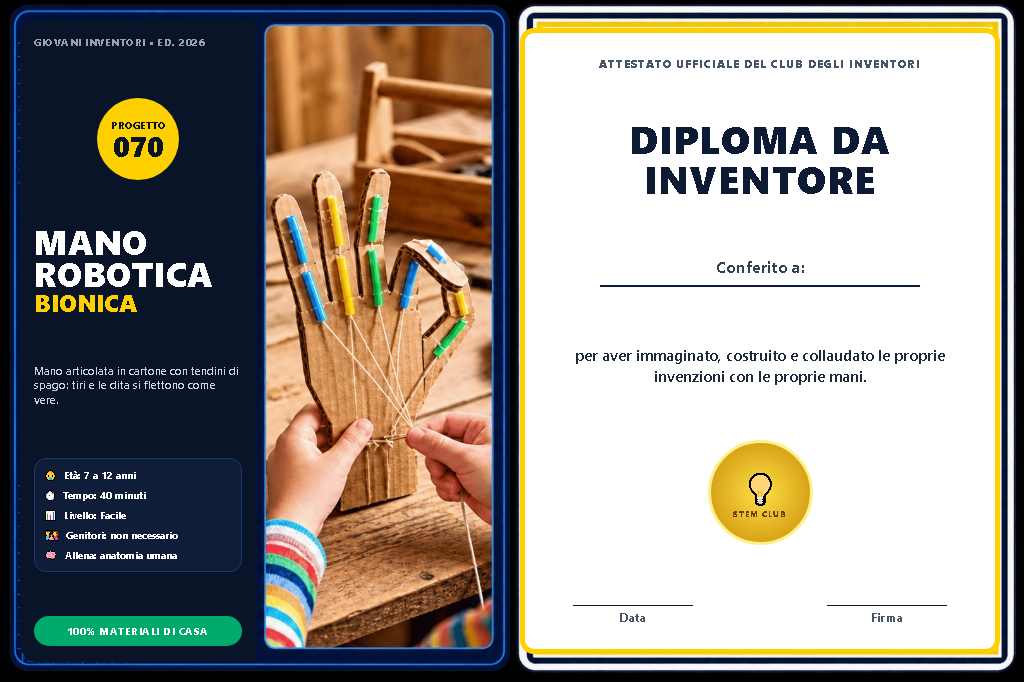 GIOVANI INVENTORI • ED. 2026
PROGETTO
070
MANO
ROBOTICA
BIONICA
Mano articolata in cartone con tendini di
spago: tiri e le dita si flettono come
vere.
Età: 7 a 12 anni
Tempo: 40 minuti
Livello: Facile
Genitori: non necessario
Allena: anatomia umana
100% MATERIALI DI CASA
ATTESTATO UFFICIALE DEL CLUB DEGLI INVENTORI
DIPLOMA DA
INVENTORE
Conferito a:
per aver immaginato, costruito e collaudato le proprie
invenzioni con le proprie mani.
STEM CLUB
Data
Firma